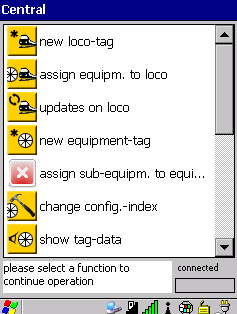 Central
new loco-tag
assign equipm. to loco
updates on loco
new equipment-tag
assign sub-equipm. to equi...
change config.-index
show tag-data
please select a function to
continue operation
connected